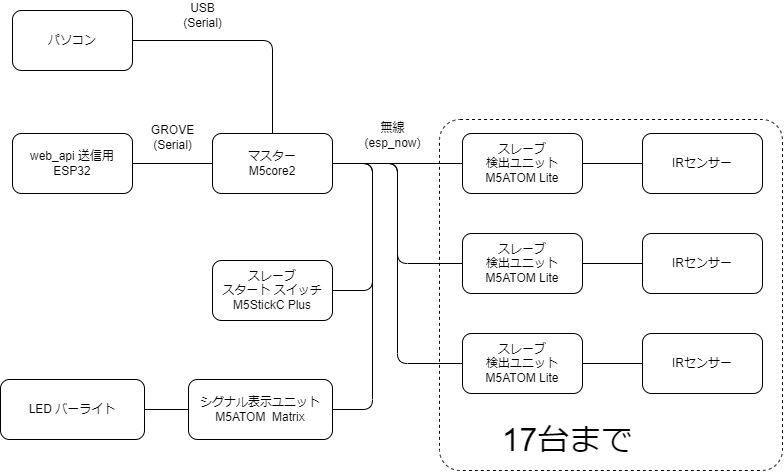 USB
(Serial)
パソコン
GROVE
(Serial)
無線
(esp_now)
web_api 送信用
ESP32
マスター
M5core2
スレーブ
検出ユニット
M5ATOM Lite
IRセンサー
スレーブ
検出ユニット
M5ATOM Lite
IRセンサー
スレーブ
スタート スイッチ
M5StickC Plus
スレーブ
検出ユニット
M5ATOM Lite
IRセンサー
LED バーライト
シグナル表示ユニット
M5ATOM Matrix
17台まで